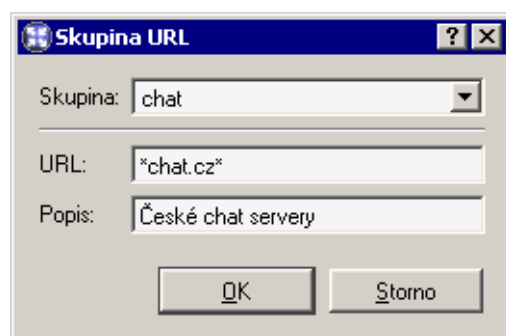 Skupina URL
Skupina: chat
URL: *chat.cz*
Popis: České chat servery
OK Storno